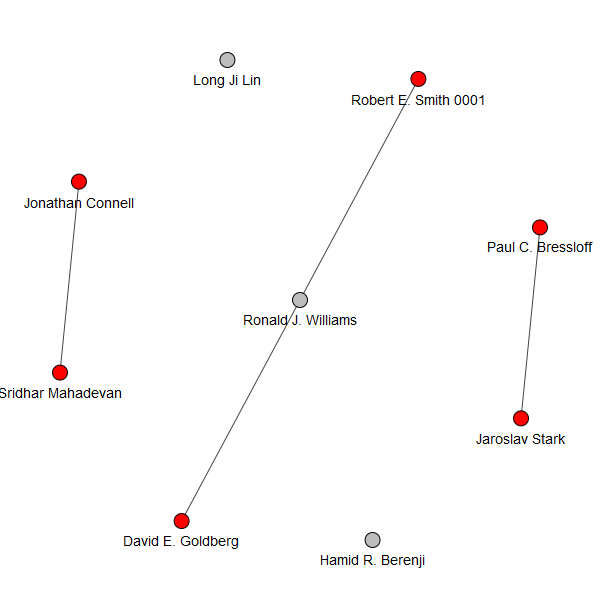 Long Ji Lin
Robert E. Smith 0001
Jonathan Connell
Paul C. Bressloff
Ronald J. Williams
Sridhar Mahadevan
Jaroslav Stark
David E. Goldberg
Hamid R. Berenji